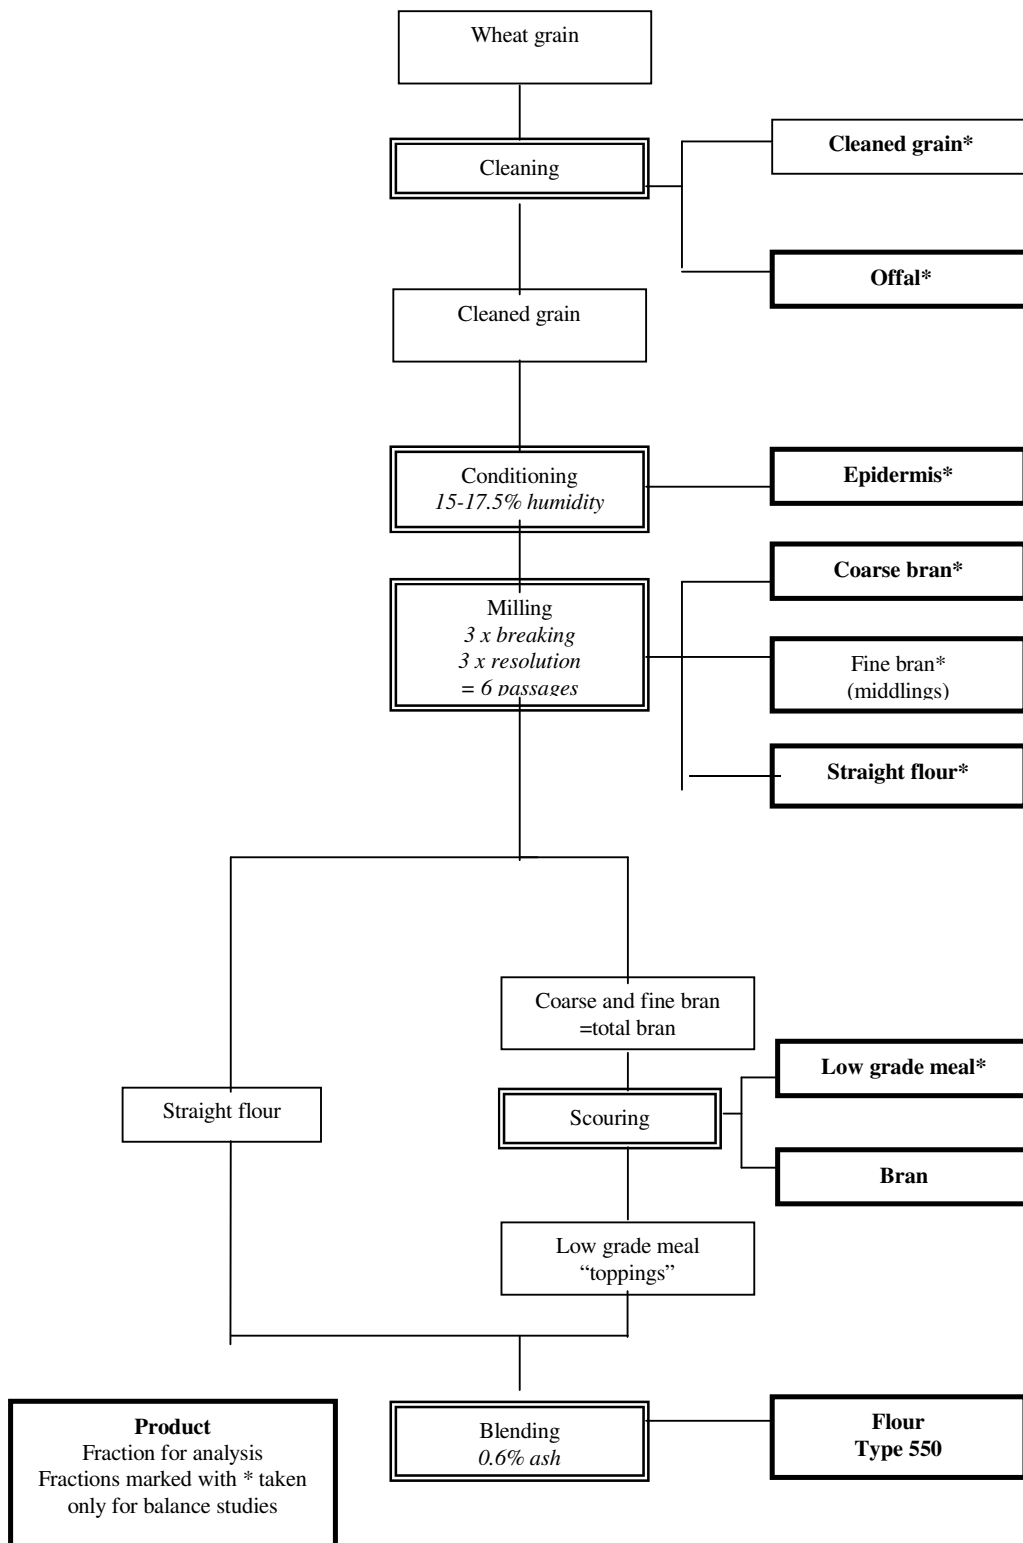 Wheat grain
Cleaning
Cleaned grain*
Offal*
Cleaned grain
Conditioning
15-17.5% humidity
Epidermis*
Coarse bran*
Milling
3 x breaking
3 x resolution
= 6 passages
Fine bran*
(middlings)
Straight flour*
Coarse and fine bran
=total bran
Low grade meal*
Straight flour
Scouring
Bran
Low grade meal
“toppings”
Product
Fraction for analysis
Fractions marked with * taken
only for balance studies
Blending
0.6% ash
Flour
Type 550